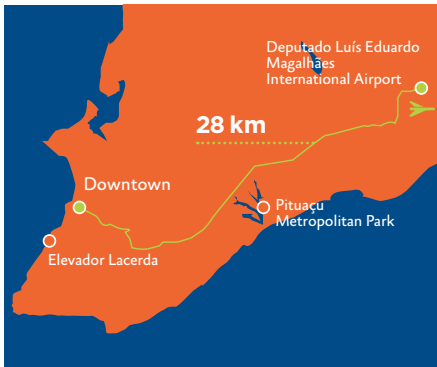 Deputado Luís Eduardo
Magalhães
International Airport
28 km
Downtown
Pituaçu
Metropolitan Park
Elevador Lacerda